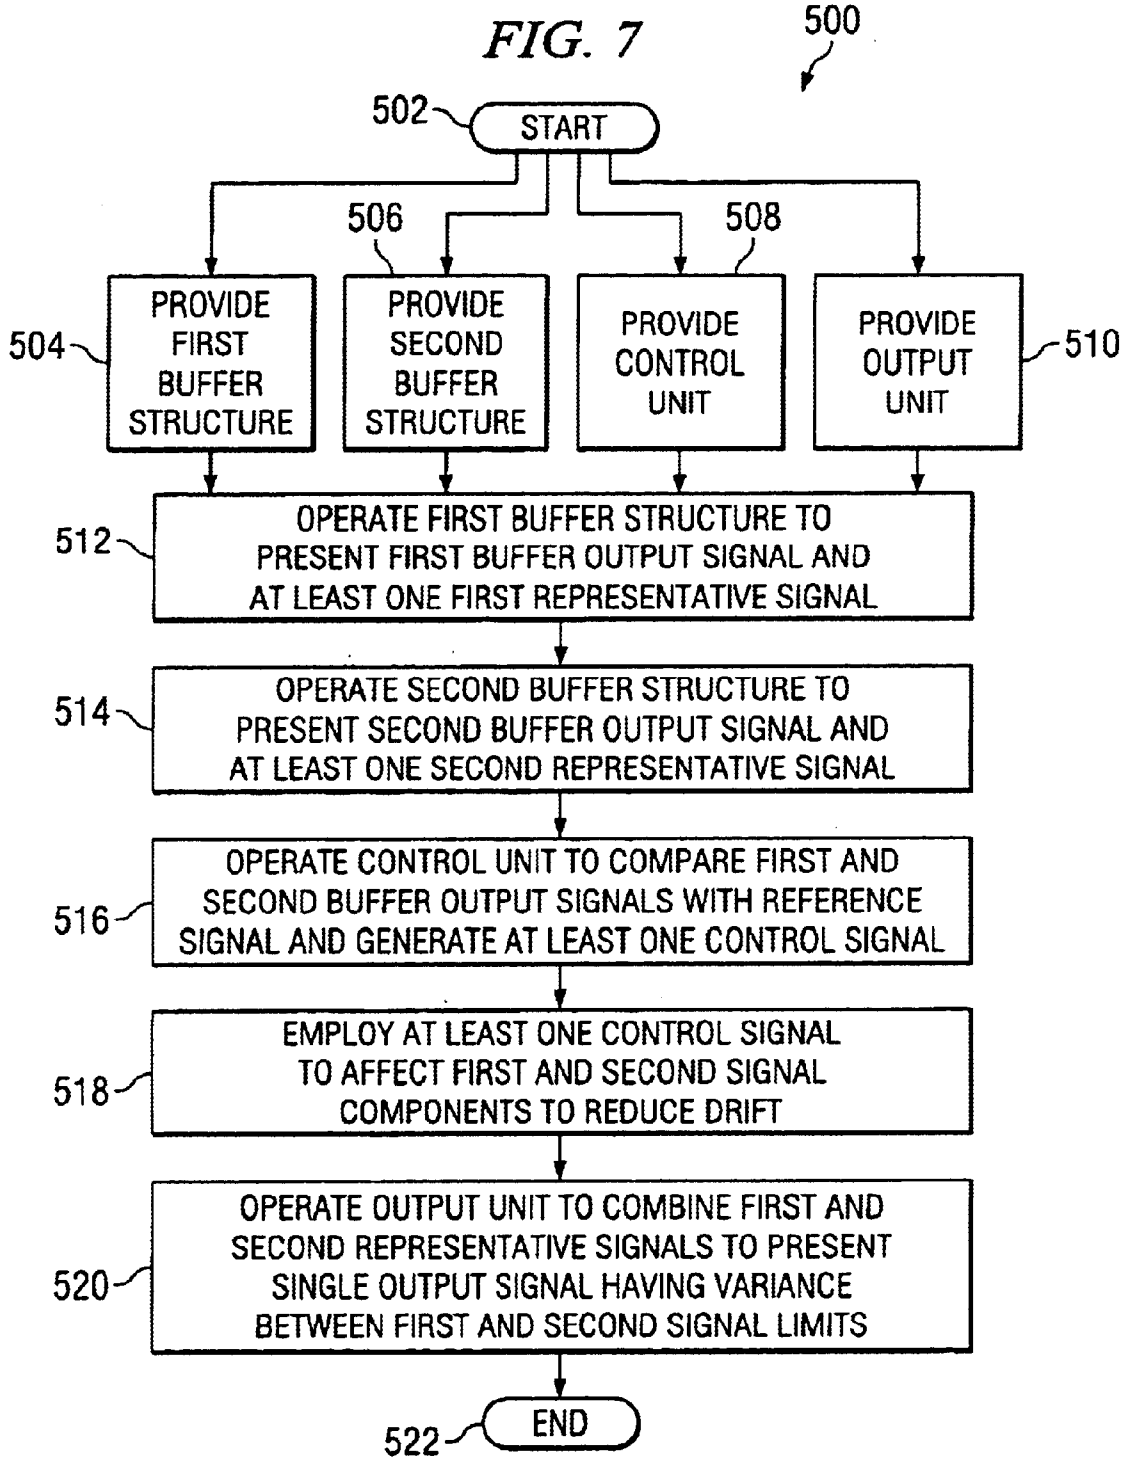 FIG. 7
500
502
START
506
508
504
PROVIDE
FIRST
BUFFER
STRUCTURE
PROVIDE
SECOND
BUFFER
STRUCTURE
PROVIDE
CONTROL
UNIT
PROVIDE
OUTPUT
UNIT
510
512
OPERATE FIRST BUFFER STRUCTURE TO
PRESENT FIRST BUFFER OUTPUT SIGNAL AND
AT LEAST ONE FIRST REPRESENTATIVE SIGNAL
514
OPERATE SECOND BUFFER STRUCTURE TO
PRESENT SECOND BUFFER OUTPUT SIGNAL AND
AT LEAST ONE SECOND REPRESENTATIVE SIGNAL
516
OPERATE CONTROL UNIT TO COMPARE FIRST AND
SECOND BUFFER OUTPUT SIGNALS WITH REFERENCE
SIGNAL AND GENERATE AT LEAST ONE CONTROL SIGNAL
518
EMPLOY AT LEAST ONE CONTROL SIGNAL
TO AFFECT FIRST AND SECOND SIGNAL
COMPONENTS TO REDUCE DRIFT
520
OPERATE OUTPUT UNIT TO COMBINE FIRST AND
SECOND REPRESENTATIVE SIGNALS TO PRESENT
SINGLE OUTPUT SIGNAL HAVING VARIANCE
BETWEEN FIRST AND SECOND SIGNAL LIMITS
522
END